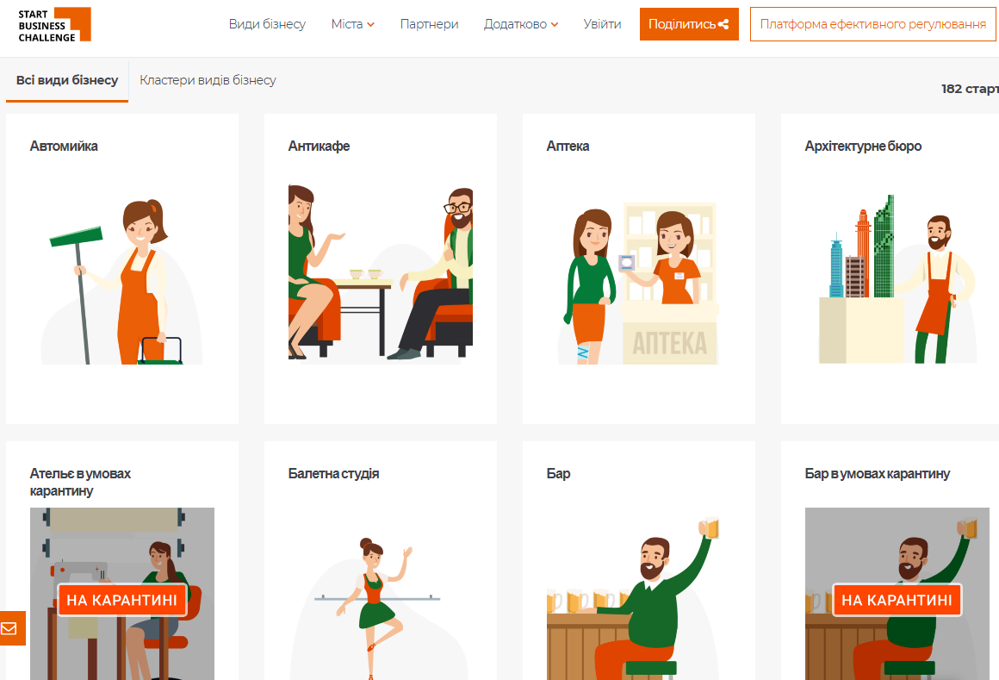 START
BUSINESS
CHALLENGE
Види бізнесу
Міста
Партнери
Додатково
Увійти
Поділитись
Платформа ефективного регулювання
Всі види бізнесу
Кластери видів бізнесу
182 старт
Автомийка
Антикафе
Аптека
Архітектурне бюро
АПТЕКА
Ательє в умовах
карантину
Балетна студія
Бар
Бар в умовах карантину
НА КАРАНТИНІ
НА КАРАНТИНІ